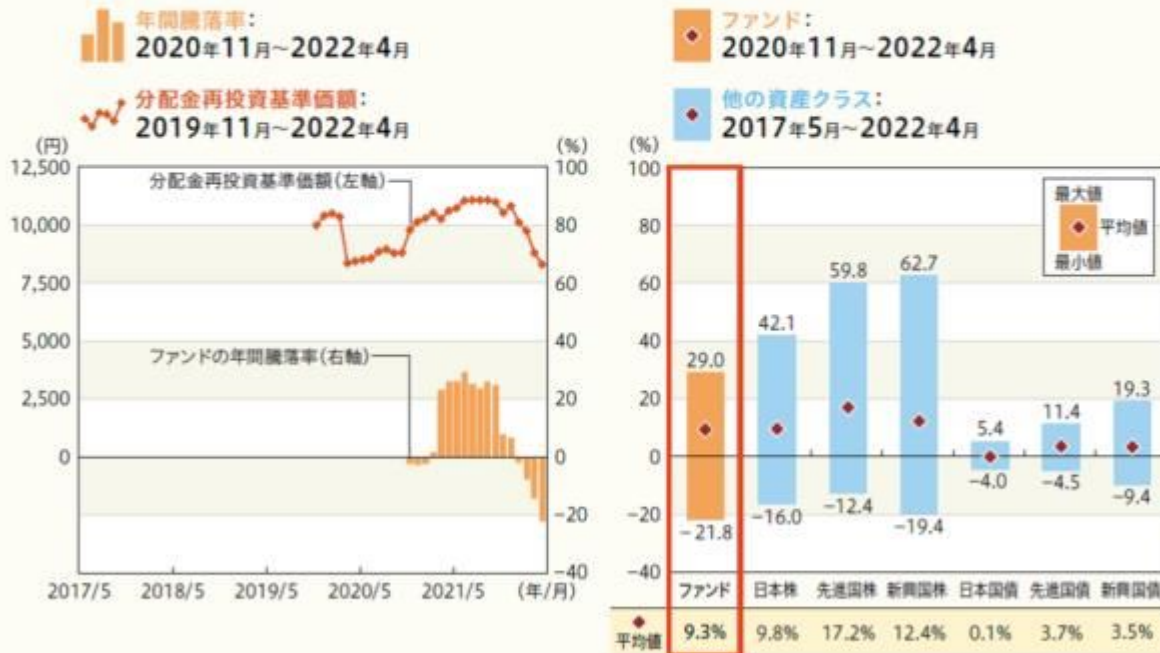 年間騰落率:
2020年11月～2022年4月
分配金再投資基準価額:
2019年11月～2022年4月
(円)
(%)
12,500
10,000
7,500
5,000
2,500
0
100
80
60
40
20
0
−20
−40
分配金再投資基準価額(左軸)
ファンドの年間騰落率(右軸)
2017/5 2018/5 2019/5 2020/5 2021/5 (年/月)
ファンド:
2020年11月～2022年4月
他の資産クラス:
2017年5月～2022年4月
(%)
100
80
60
40
20
0
−20
−40
最大値
平均値
最小値
29.0 42.1 59.8 62.7 5.4 11.4 19.3
−21.8 −16.0 −12.4 −19.4 −4.0 −4.5 −9.4
ファンド 日本株 先進国株 新興国株 日本国債 先進国債 新興国債
平均値 9.3% 9.8% 17.2% 12.4% 0.1% 3.7% 3.5%